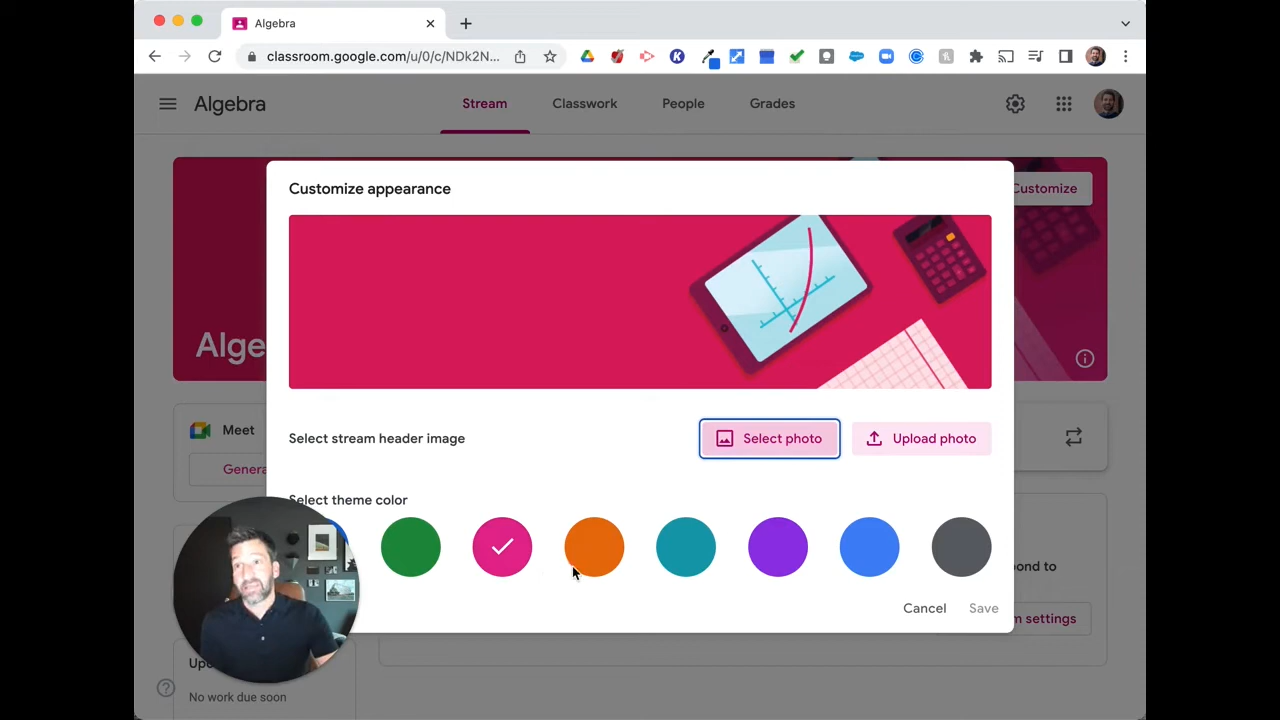 Algebra
classroom.google.com/u/0/c/NDk2N...
Algebra
Stream
Classwork
People
Grades
Customize
Customize appearance
Alge
Meet
Select stream header image
Select photo
Upload photo
Genera
Select theme color
ond to
Cancel
Save
m settings
Up
No work due soon